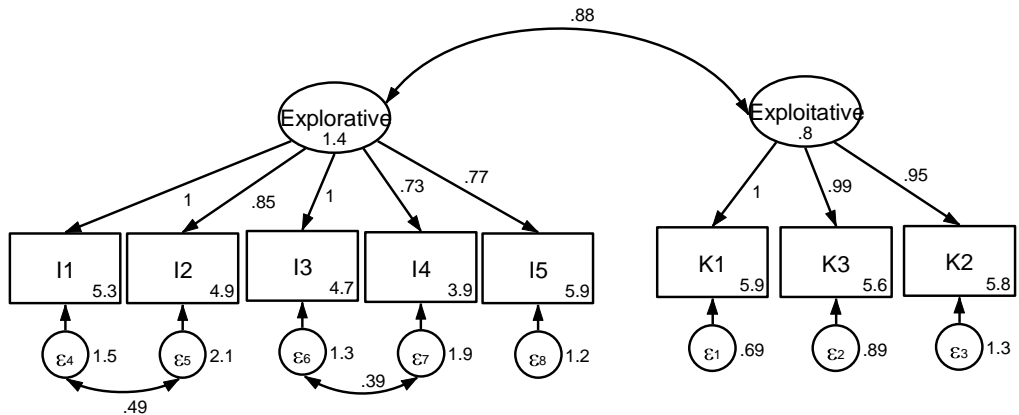 .88
Explorative
1.4
Exploitative
.8
1
.85
1
.73
.77
1
.99
.95
I1
5.3
I2
4.9
I3
4.7
I4
3.9
I5
5.9
K1
5.9
K3
5.6
K2
5.8
ε4
1.5
ε5
2.1
ε6
1.3
ε7
1.9
ε8
1.2
ε1
.69
ε2
.89
ε3
1.3
.49
.39